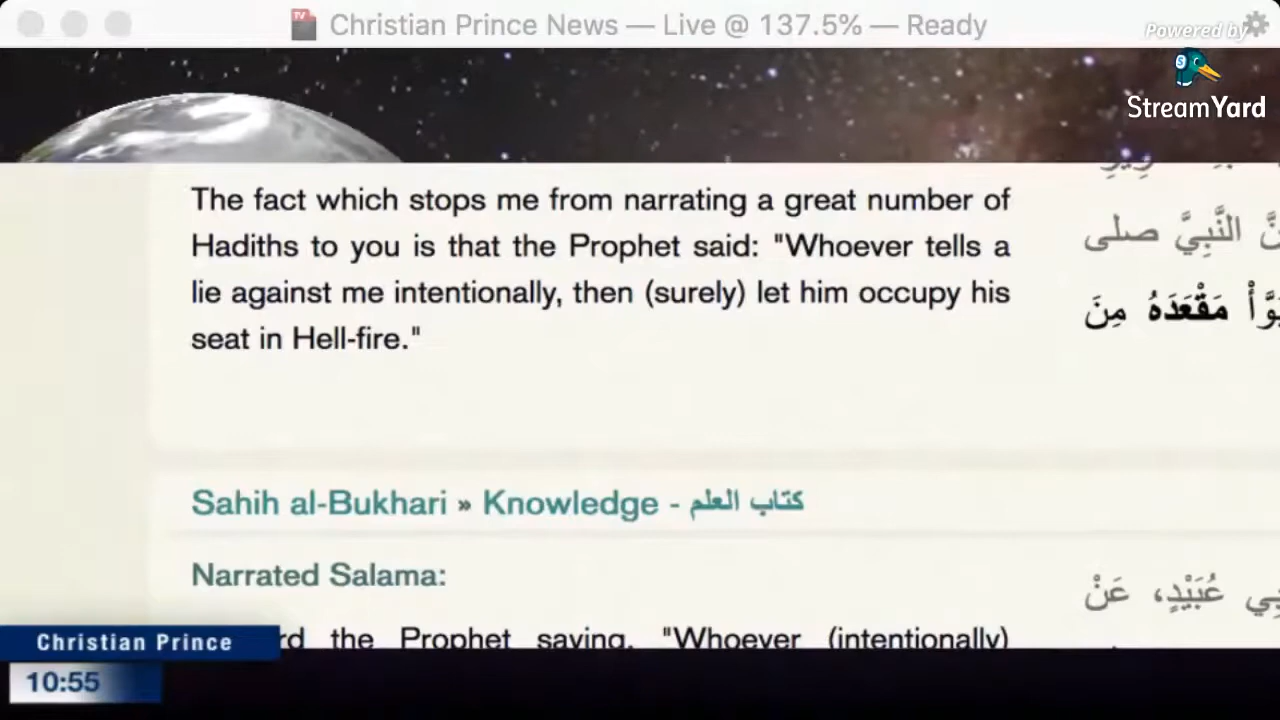 Christian Prince News — Live @ 137.5% — Ready
Powered by
StreamYard
The fact which stops me from narrating a great number of
Hadiths to you is that the Prophet said: "Whoever tells a
lie against me intentionally, then (surely) let him occupy his
seat in Hell-fire."
النَّبِيَّ صلى
مَقْعَدَهُ مِنَ
Sahih al-Bukhari » Knowledge - كتاب العلم
Narrated Salama:
عُبَيْدٍ، عَنْ
the Prophet saying, "Whoever (intentionally)
Christian Prince
10:55